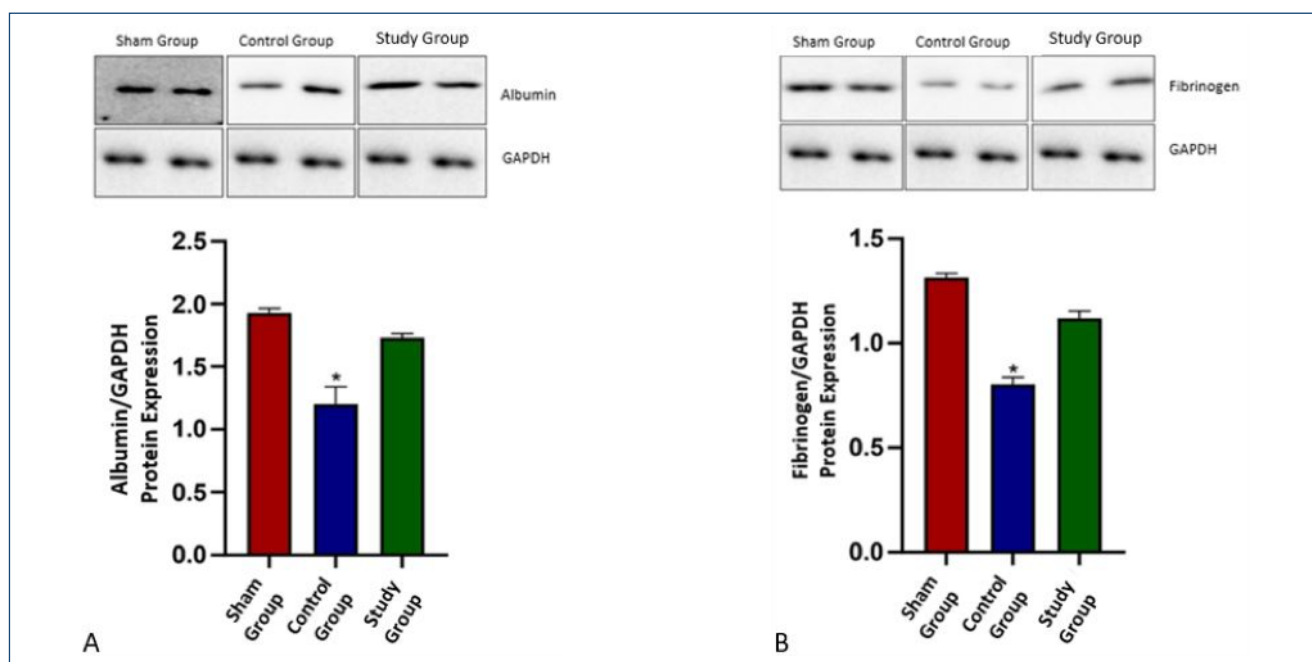 Sham Group
Control Group
Study Group
Albumin
GAPDH
2.5
2.0
1.5
1.0
0.5
0.0
Albumin/GAPDH
Protein Expression
*
Sham
Group
Control
Group
Study
Group
A
Sham Group
Control Group
Study Group
Fibrinogen
GAPDH
1.5
1.0
0.5
0.0
Fibrinogen/GAPDH
Protein Expression
*
Sham
Group
Control
Group
Study
Group
B